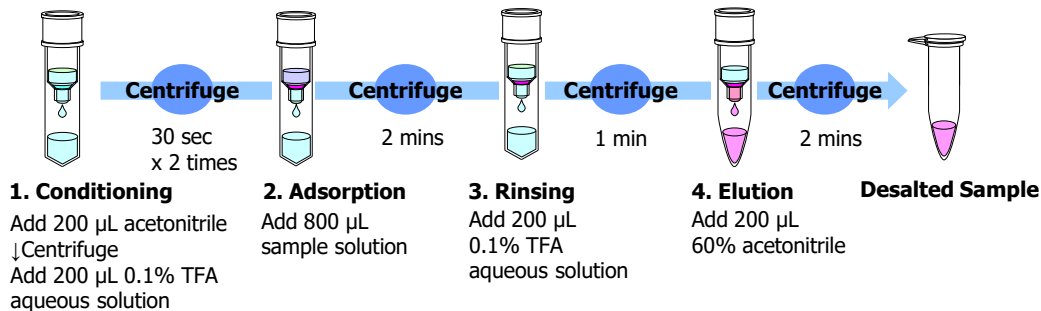 Centrifuge
Centrifuge
Centrifuge
Centrifuge
30 sec
x 2 times
2 mins
1 min
2 mins
1. Conditioning
Add 200 µL acetonitrile
↓Centrifuge
Add 200 µL 0.1% TFA
aqueous solution
2. Adsorption
Add 800 µL
sample solution
3. Rinsing
Add 200 µL
0.1% TFA
aqueous solution
4. Elution
Add 200 µL
60% acetonitrile
Desalted Sample